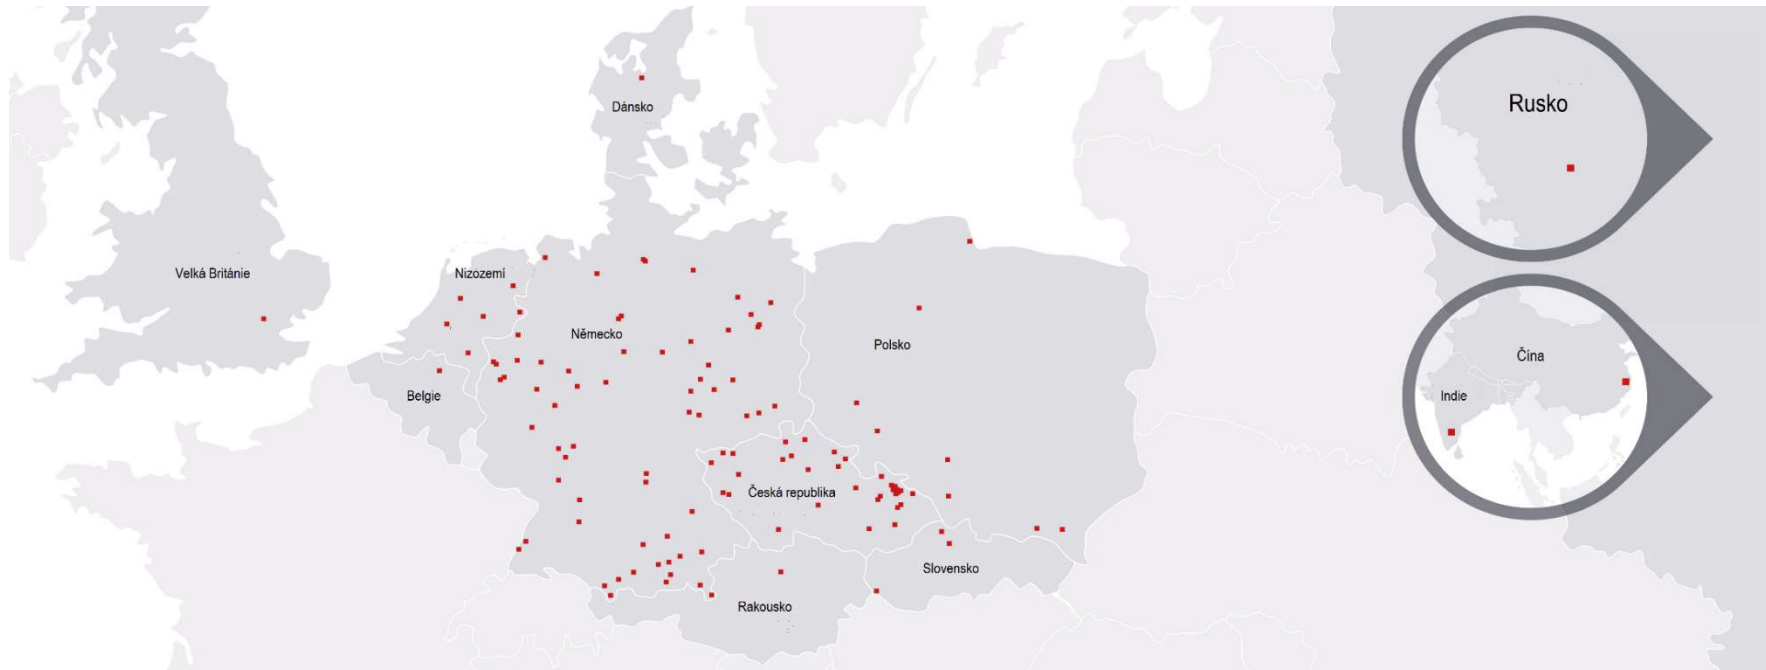 Dánsko
Rusko
Velká Británie
Nizozemí
Německo
Polsko
Čína
Belgie
Indie
Česká republika
Slovensko
Rakousko